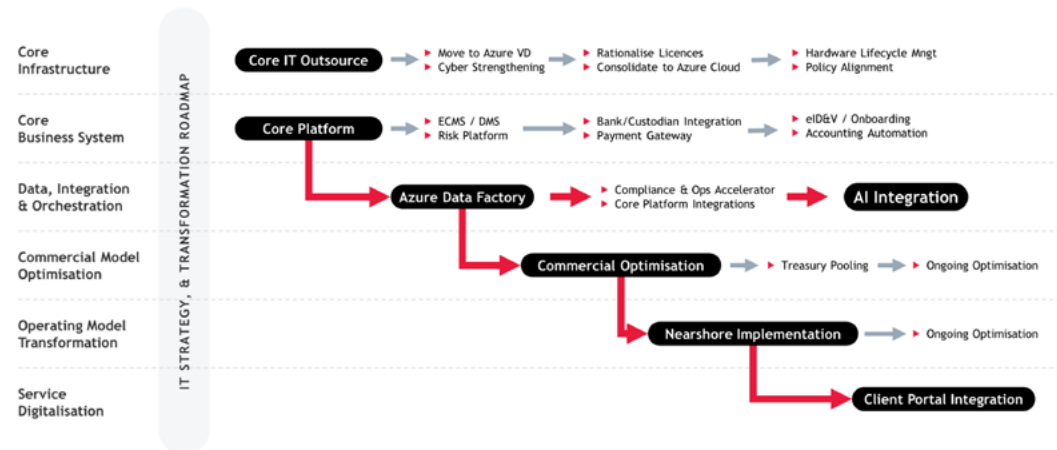 IT STRATEGY, & TRANSFORMATION ROADMAP
Core
Infrastructure
Core IT Outsource
Move to Azure VD
Cyber Strengthening
Rationalise Licences
Consolidate to Azure Cloud
Hardware Lifecycle Mngt
Policy Alignment
Core
Business System
Core Platform
ECMS / DMS
Risk Platform
Bank/Custodian Integration
Payment Gateway
eID&V / Onboarding
Accounting Automation
Data, Integration
& Orchestration
Azure Data Factory
Compliance & Ops Accelerator
Core Platform Integrations
AI Integration
Commercial Model
Optimisation
Commercial Optimisation
Treasury Pooling
Ongoing Optimisation
Operating Model
Transformation
Nearshore Implementation
Ongoing Optimisation
Service
Digitalisation
Client Portal Integration